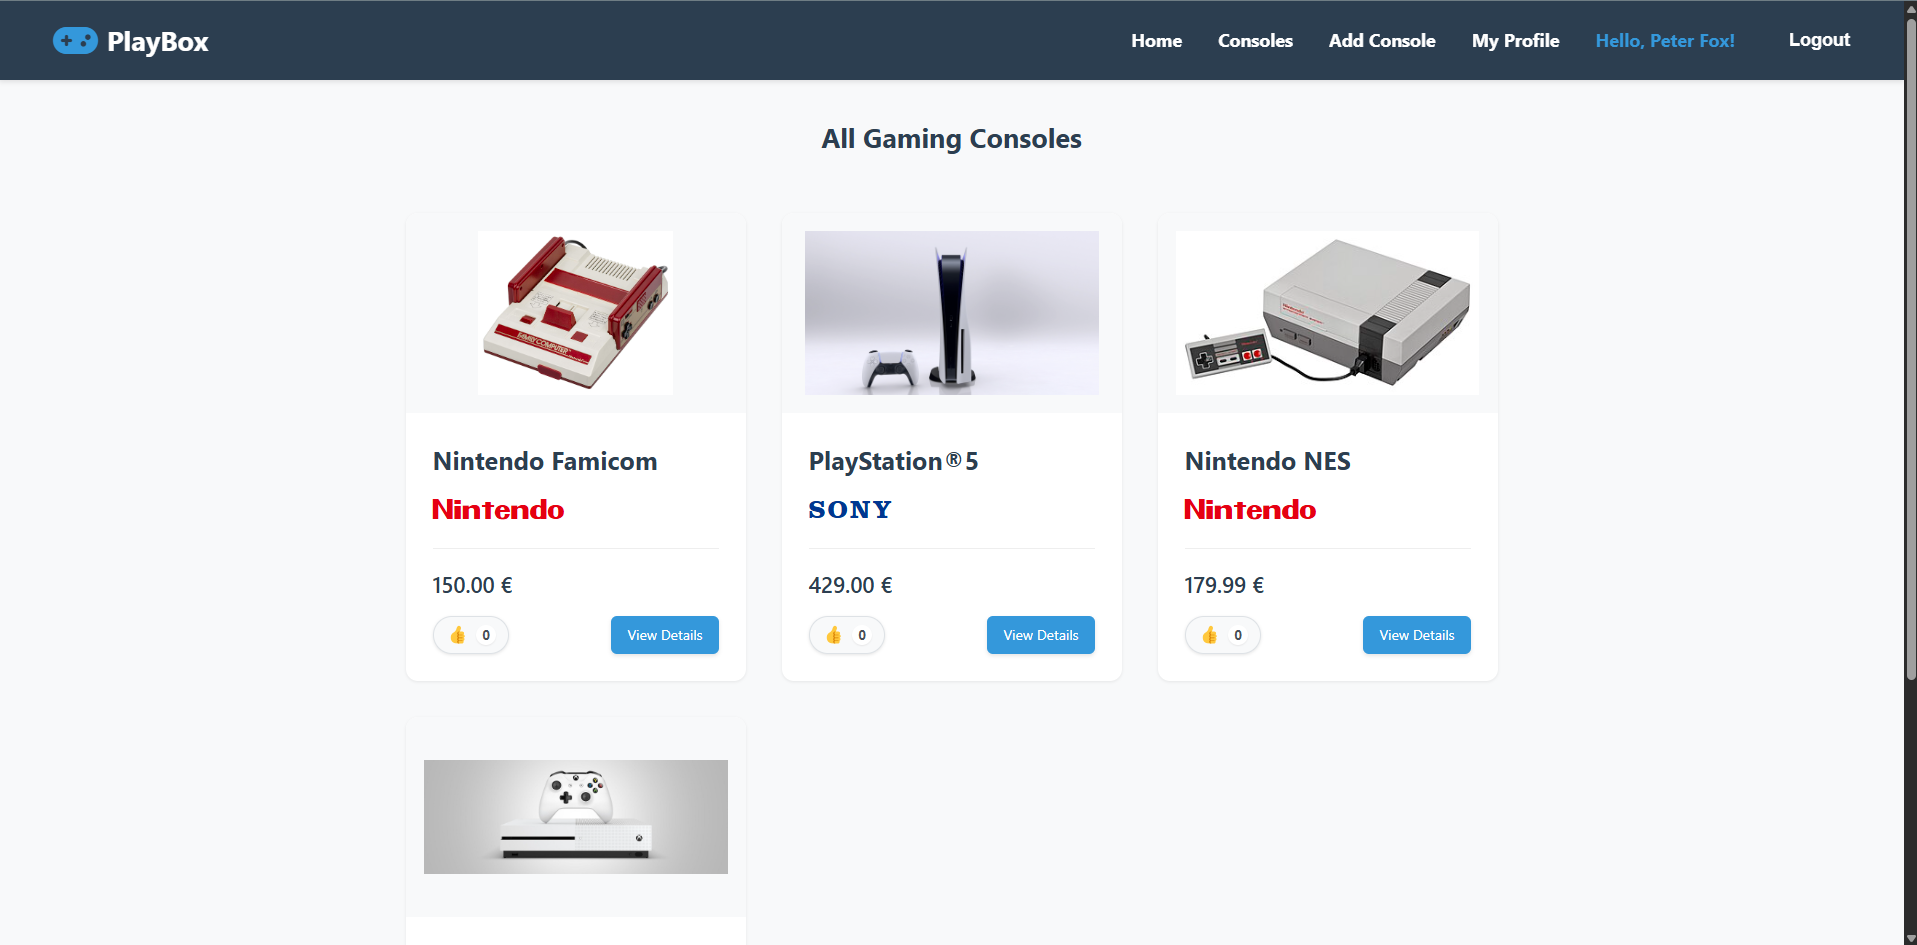 PlayBox
Home Consoles Add Console My Profile Hello, Peter Fox! Logout
All Gaming Consoles
FAMILY COMPUTER
Nintendo Famicom
Nintendo
150.00 €
👍 0 View Details
PlayStation®5
SONY
429.00 €
👍 0 View Details
Nintendo
Nintendo NES
Nintendo
179.99 €
👍 0 View Details